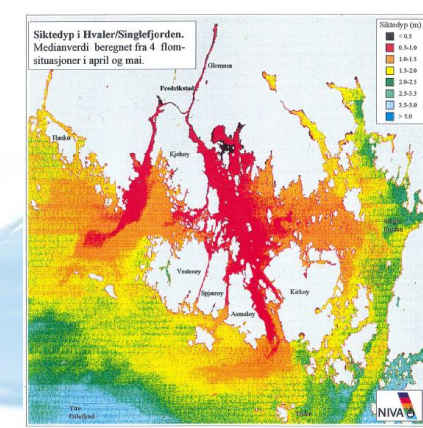 Siktedyp i Hvaler/Singlefjorden.
Medianverdi beregnet fra 4 flom-
situasjoner i april og mai.
Siktedyp (m)
< 0.5
0.5-1.0
1.0-1.5
1.5-2.0
2.0-2.5
2.5-3.5
3.5-5.0
> 5.0
Glomma
Fredrikstad
Hankø
Kjøkøy
Vesterøy
Spjærøy
Asmaløy
Kirkøy
Ytre
Oslofjord
NIVA